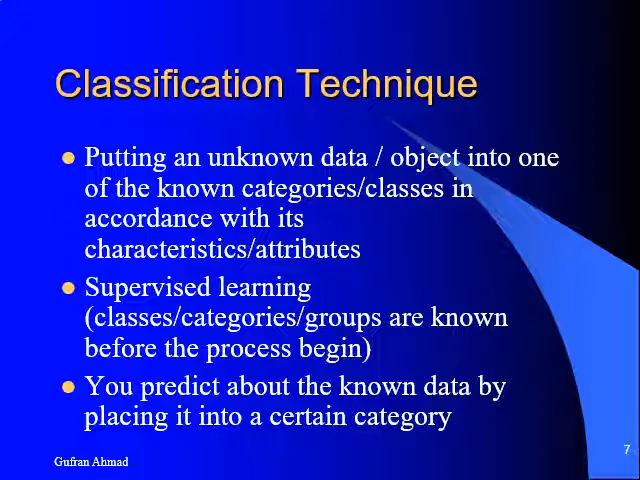 Classification Technique
Putting an unknown data / object into one
of the known categories/classes in
accordance with its
characteristics/attributes
Supervised learning
(classes/categories/groups are known
before the process begin)
You predict about the known data by
placing it into a certain category
Gufran Ahmad
7